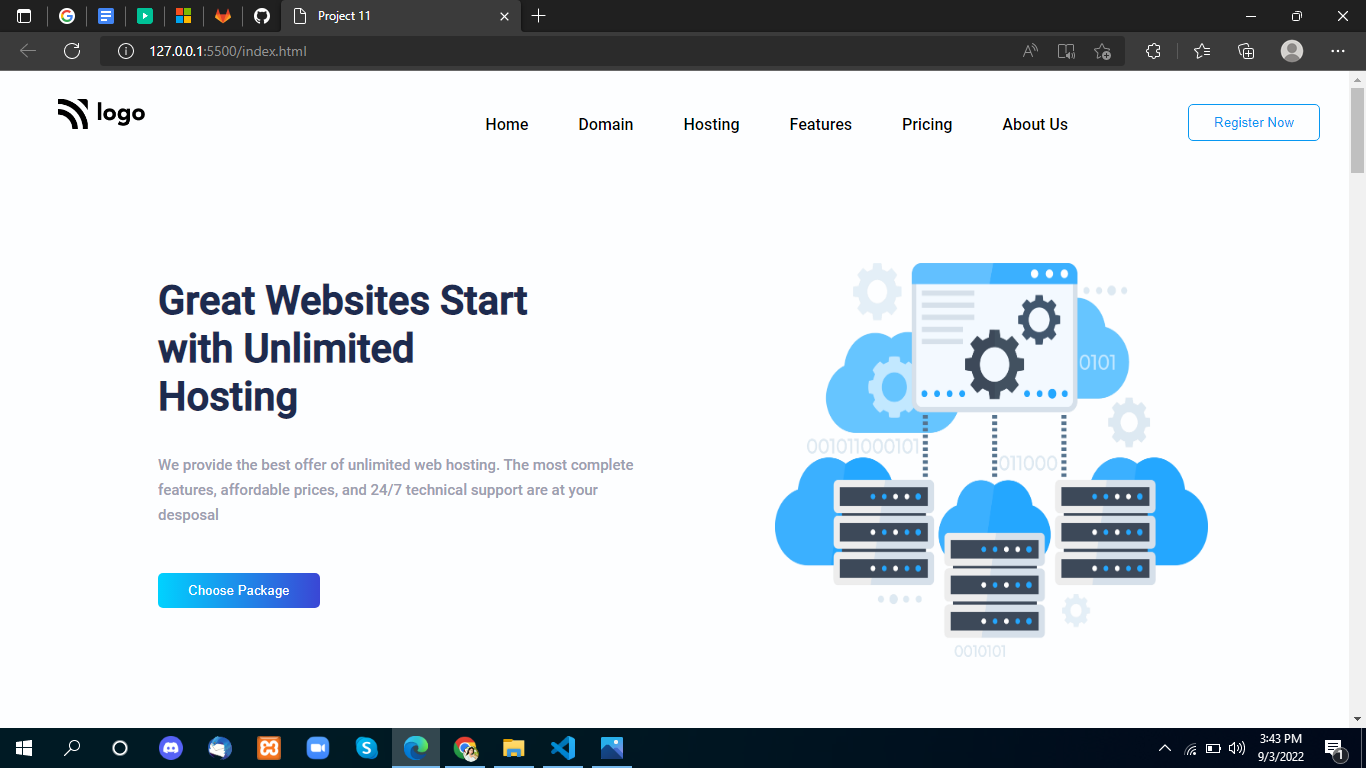 Project 11
127.0.0.1:5500/index.html
logo
Home Domain Hosting Features Pricing About Us Register Now
Great Websites Start
with Unlimited
Hosting
We provide the best offer of unlimited web hosting. The most complete
features, affordable prices, and 24/7 technical support are at your
desposal
Choose Package
0101
001011000101
011000
0010101
3:43 PM
9/3/2022
1